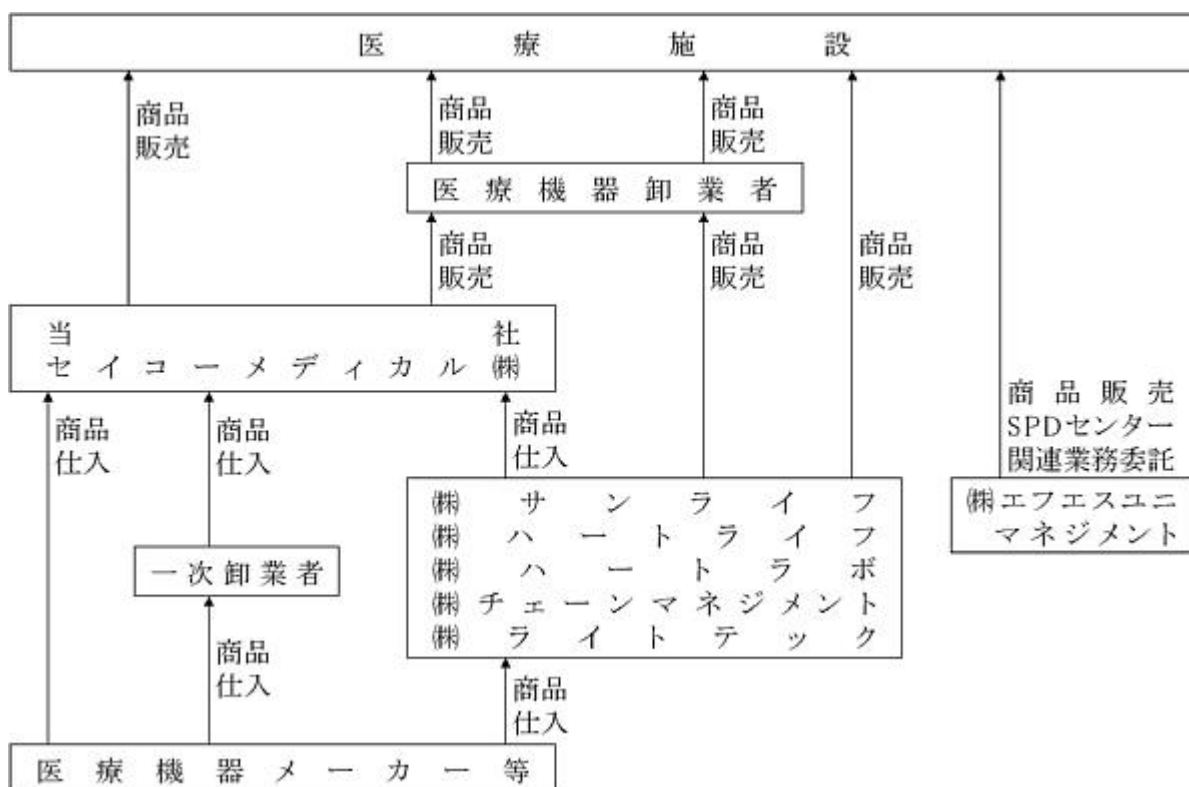 医療施設
商品
販売
商品
販売
商品
販売
医療機器卸業者
商品
販売
商品
販売
商品
販売
当社
セイコーメディカル㈱
商品販売
SPDセンター
関連業務委託
商品
仕入
商品
仕入
商品
仕入
㈱サンライフ
㈱ハートライフ
㈱ハートラボ
㈱チェーンマネジメント
㈱ライトテック
㈱エフエスユニ
マネジメント
一次卸業者
商品
仕入
商品
仕入
医療機器メーカー等